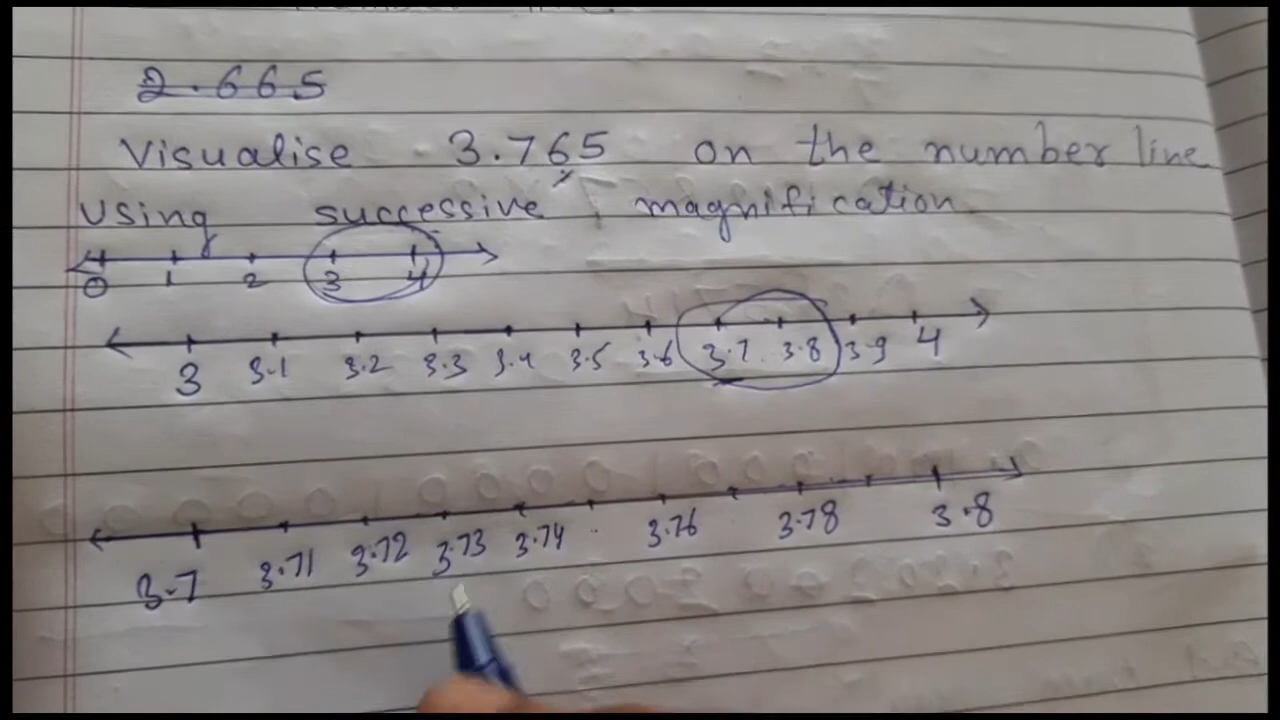 2.665
Visualise 3.765 on the number line
using successive magnification
0 1 2 3 4
3 3.1 3.2 3.3 3.4 3.5 3.6 3.7 3.8 3.9 4
3.7 3.71 3.72 3.73 3.74 3.76 3.78 3.8